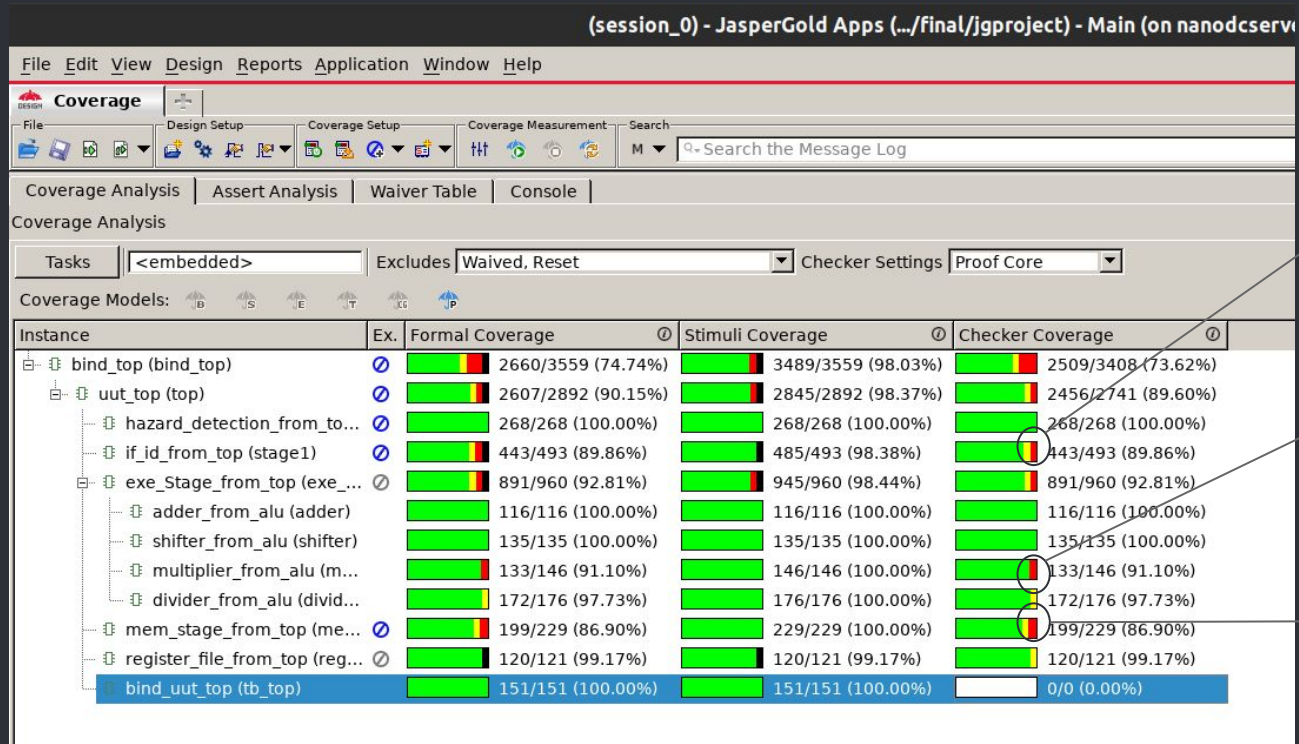 (session_0) - JasperGold Apps (.../final/jgproject) - Main (on nanodcserve
File Edit View Design Reports Application Window Help
DESIGN Coverage
File Design Setup Coverage Setup Coverage Measurement Search
M Search the Message Log
Coverage Analysis Assert Analysis Waiver Table Console
Coverage Analysis
Tasks <embedded> Excludes Waived, Reset Checker Settings Proof Core
Coverage Models: B S E T CG P
Instance Ex. Formal Coverage Stimuli Coverage Checker Coverage
bind_top (bind_top) 2660/3559 (74.74%) 3489/3559 (98.03%) 2509/3408 (73.62%)
uut_top (top) 2607/2892 (90.15%) 2845/2892 (98.37%) 2456/2741 (89.60%)
hazard_detection_from_to... 268/268 (100.00%) 268/268 (100.00%) 268/268 (100.00%)
if_id_from_top (stage1) 443/493 (89.86%) 485/493 (98.38%) 443/493 (89.86%)
exe_Stage_from_top (exe_... 891/960 (92.81%) 945/960 (98.44%) 891/960 (92.81%)
adder_from_alu (adder) 116/116 (100.00%) 116/116 (100.00%) 116/116 (100.00%)
shifter_from_alu (shifter) 135/135 (100.00%) 135/135 (100.00%) 135/135 (100.00%)
multiplier_from_alu (m... 133/146 (91.10%) 146/146 (100.00%) 133/146 (91.10%)
divider_from_alu (divid... 172/176 (97.73%) 176/176 (100.00%) 172/176 (97.73%)
mem_stage_from_top (me... 199/229 (86.90%) 229/229 (100.00%) 199/229 (86.90%)
register_file_from_top (reg... 120/121 (99.17%) 120/121 (99.17%) 120/121 (99.17%)
bind_uut_top (tb_top) 151/151 (100.00%) 151/151 (100.00%) 0/0 (0.00%)